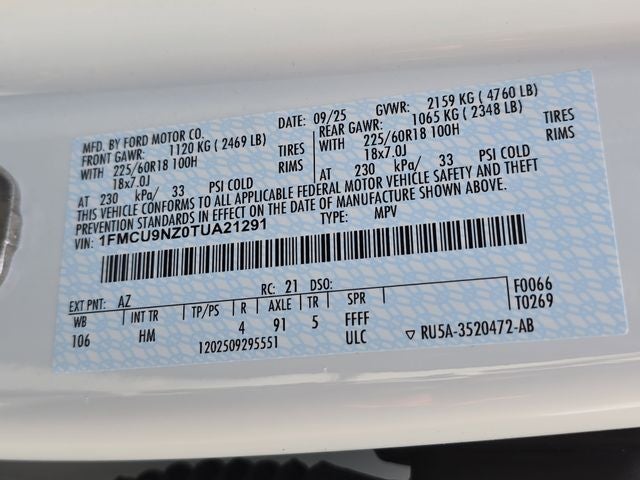 MFD. BY FORD MOTOR CO. DATE: 09/25 GVWR: 2159 KG (4760 LB)
FRONT GAWR: 1120 KG (2469 LB) REAR GAWR: 1065 KG (2348 LB)
WITH 225/60R18 100H TIRES WITH 225/60R18 100H TIRES
18x7.0J RIMS 18x7.0J RIMS
AT 230 kPa/ 33 PSI COLD AT 230 kPa/ 33 PSI COLD
THIS VEHICLE CONFORMS TO ALL APPLICABLE FEDERAL MOTOR VEHICLE SAFETY AND THEFT
PREVENTION STANDARDS IN EFFECT ON THE DATE OF MANUFACTURE SHOWN ABOVE.
VIN: 1FMCU9NZ0TUA21291 TYPE: MPV
EXT PNT: AZ RC: 21 DSO: F0066
WB INT TR TP/PS R AXLE TR SPR T0269
106 HM 4 91 5 FFFF
1202509295551 ULC ▽ RU5A-3520472-AB